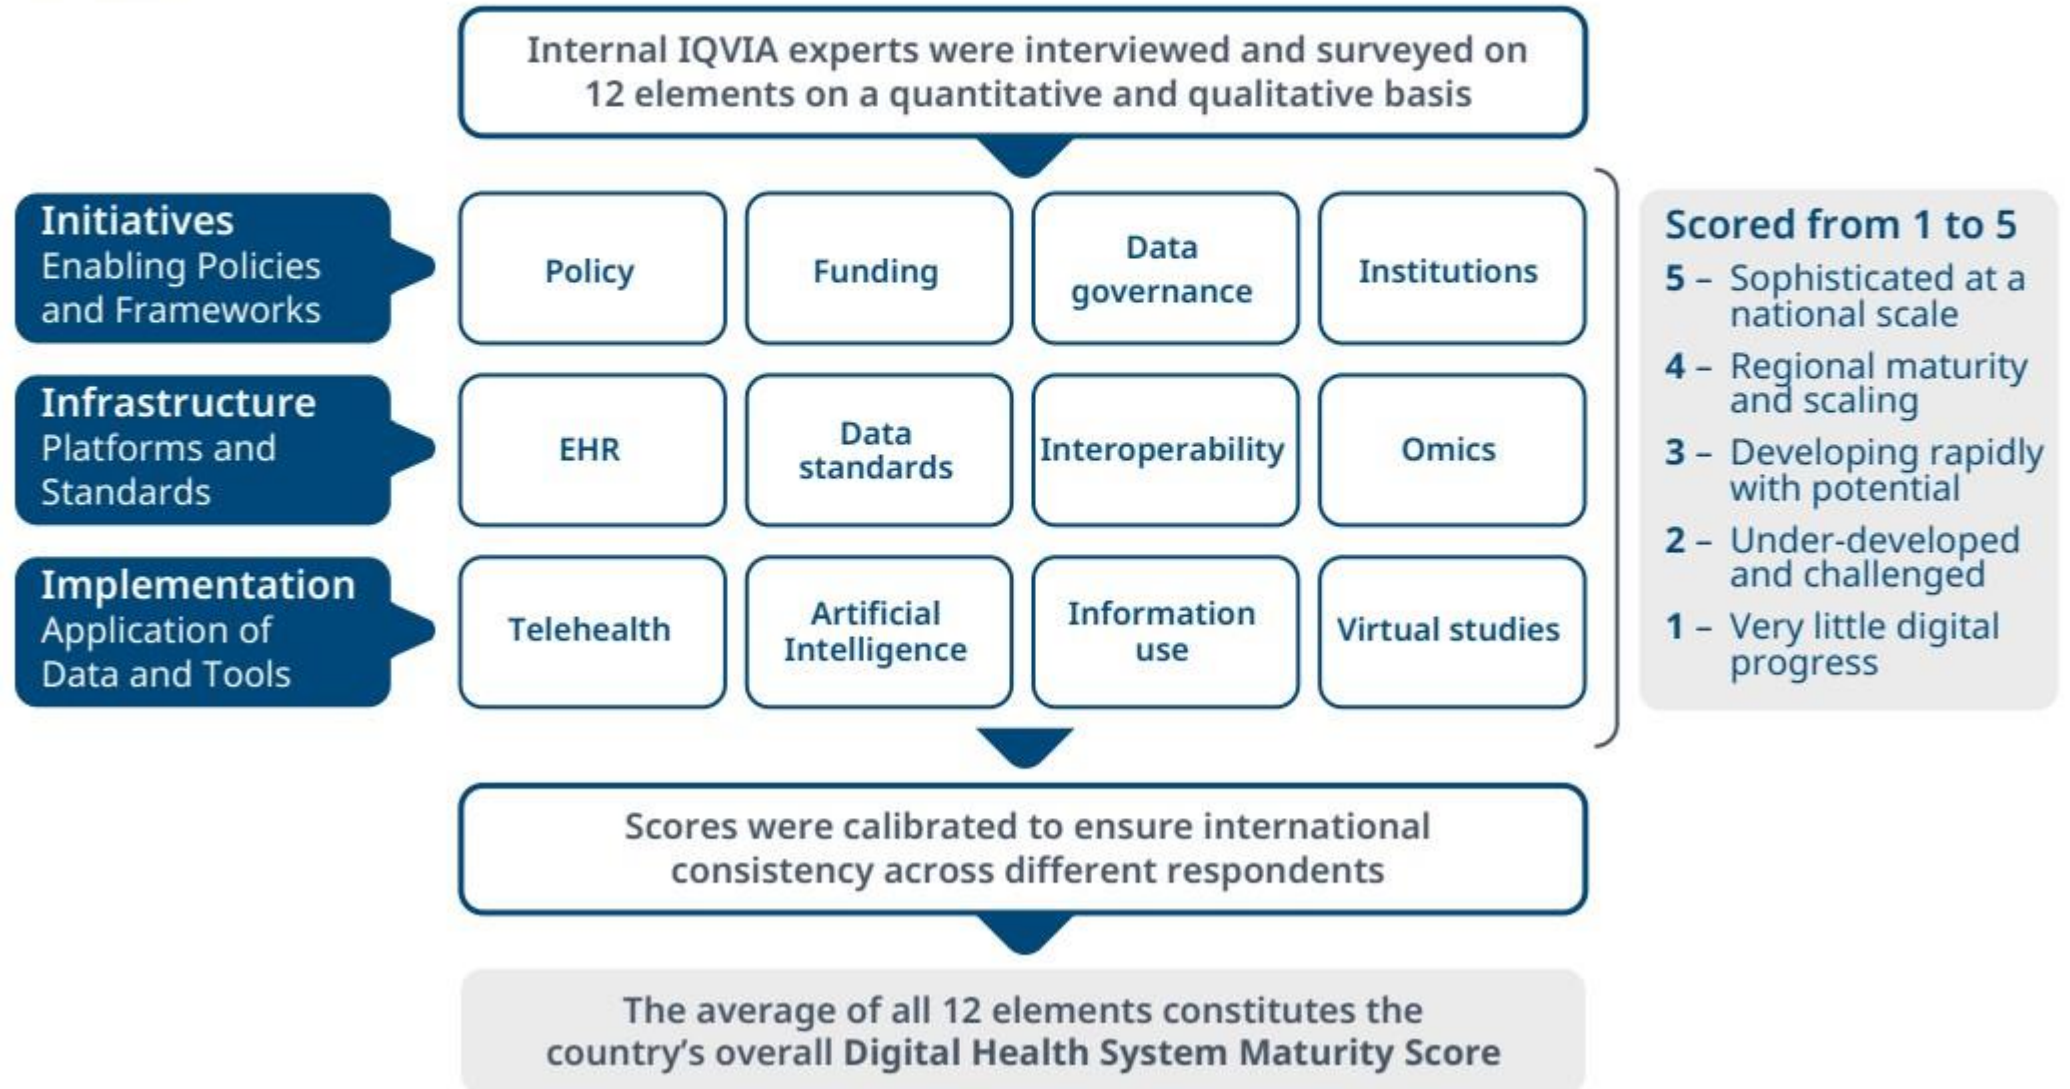 Internal IQVIA experts were interviewed and surveyed on
12 elements on a quantitative and qualitative basis
Initiatives
Enabling Policies
and Frameworks
Policy
Funding
Data
governance
Institutions
Infrastructure
Platforms and
Standards
EHR
Data
standards
Interoperability
Omics
Implementation
Application of
Data and Tools
Telehealth
Artificial
Intelligence
Information
use
Virtual studies
Scored from 1 to 5
5 – Sophisticated at a
national scale
4 – Regional maturity
and scaling
3 – Developing rapidly
with potential
2 – Under-developed
and challenged
1 – Very little digital
progress
Scores were calibrated to ensure international
consistency across different respondents
The average of all 12 elements constitutes the
country's overall Digital Health System Maturity Score